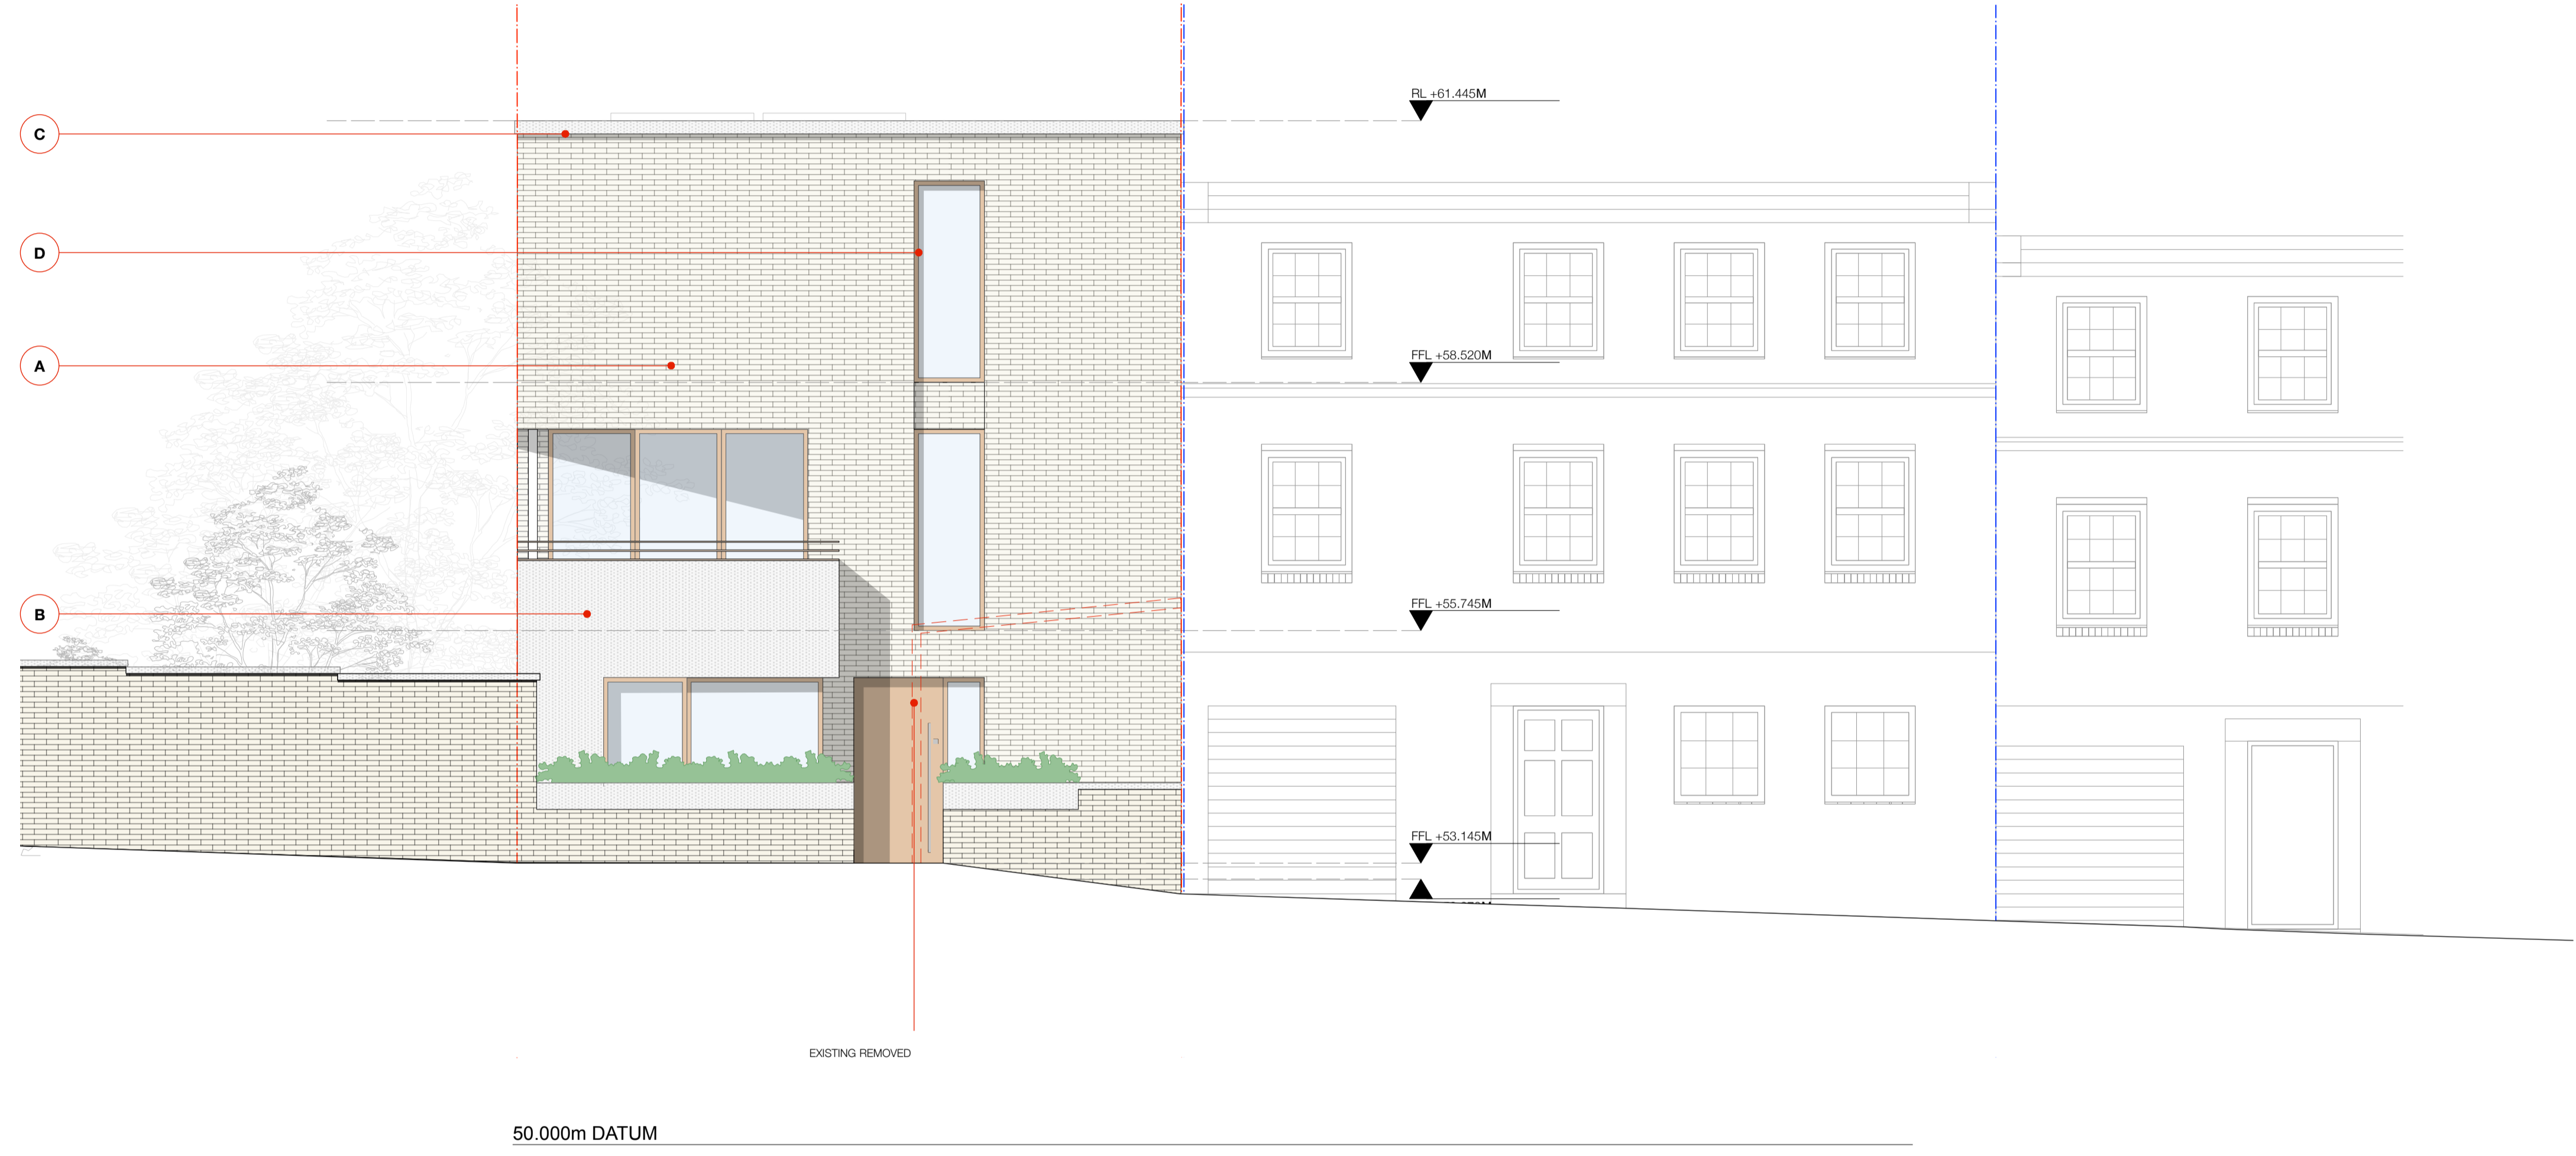 RL +61.445M
C
D
FFL +58.520M
A
FFL +55.745M
B
FFL +53.145M
EXISTING REMOVED
50.000m DATUM